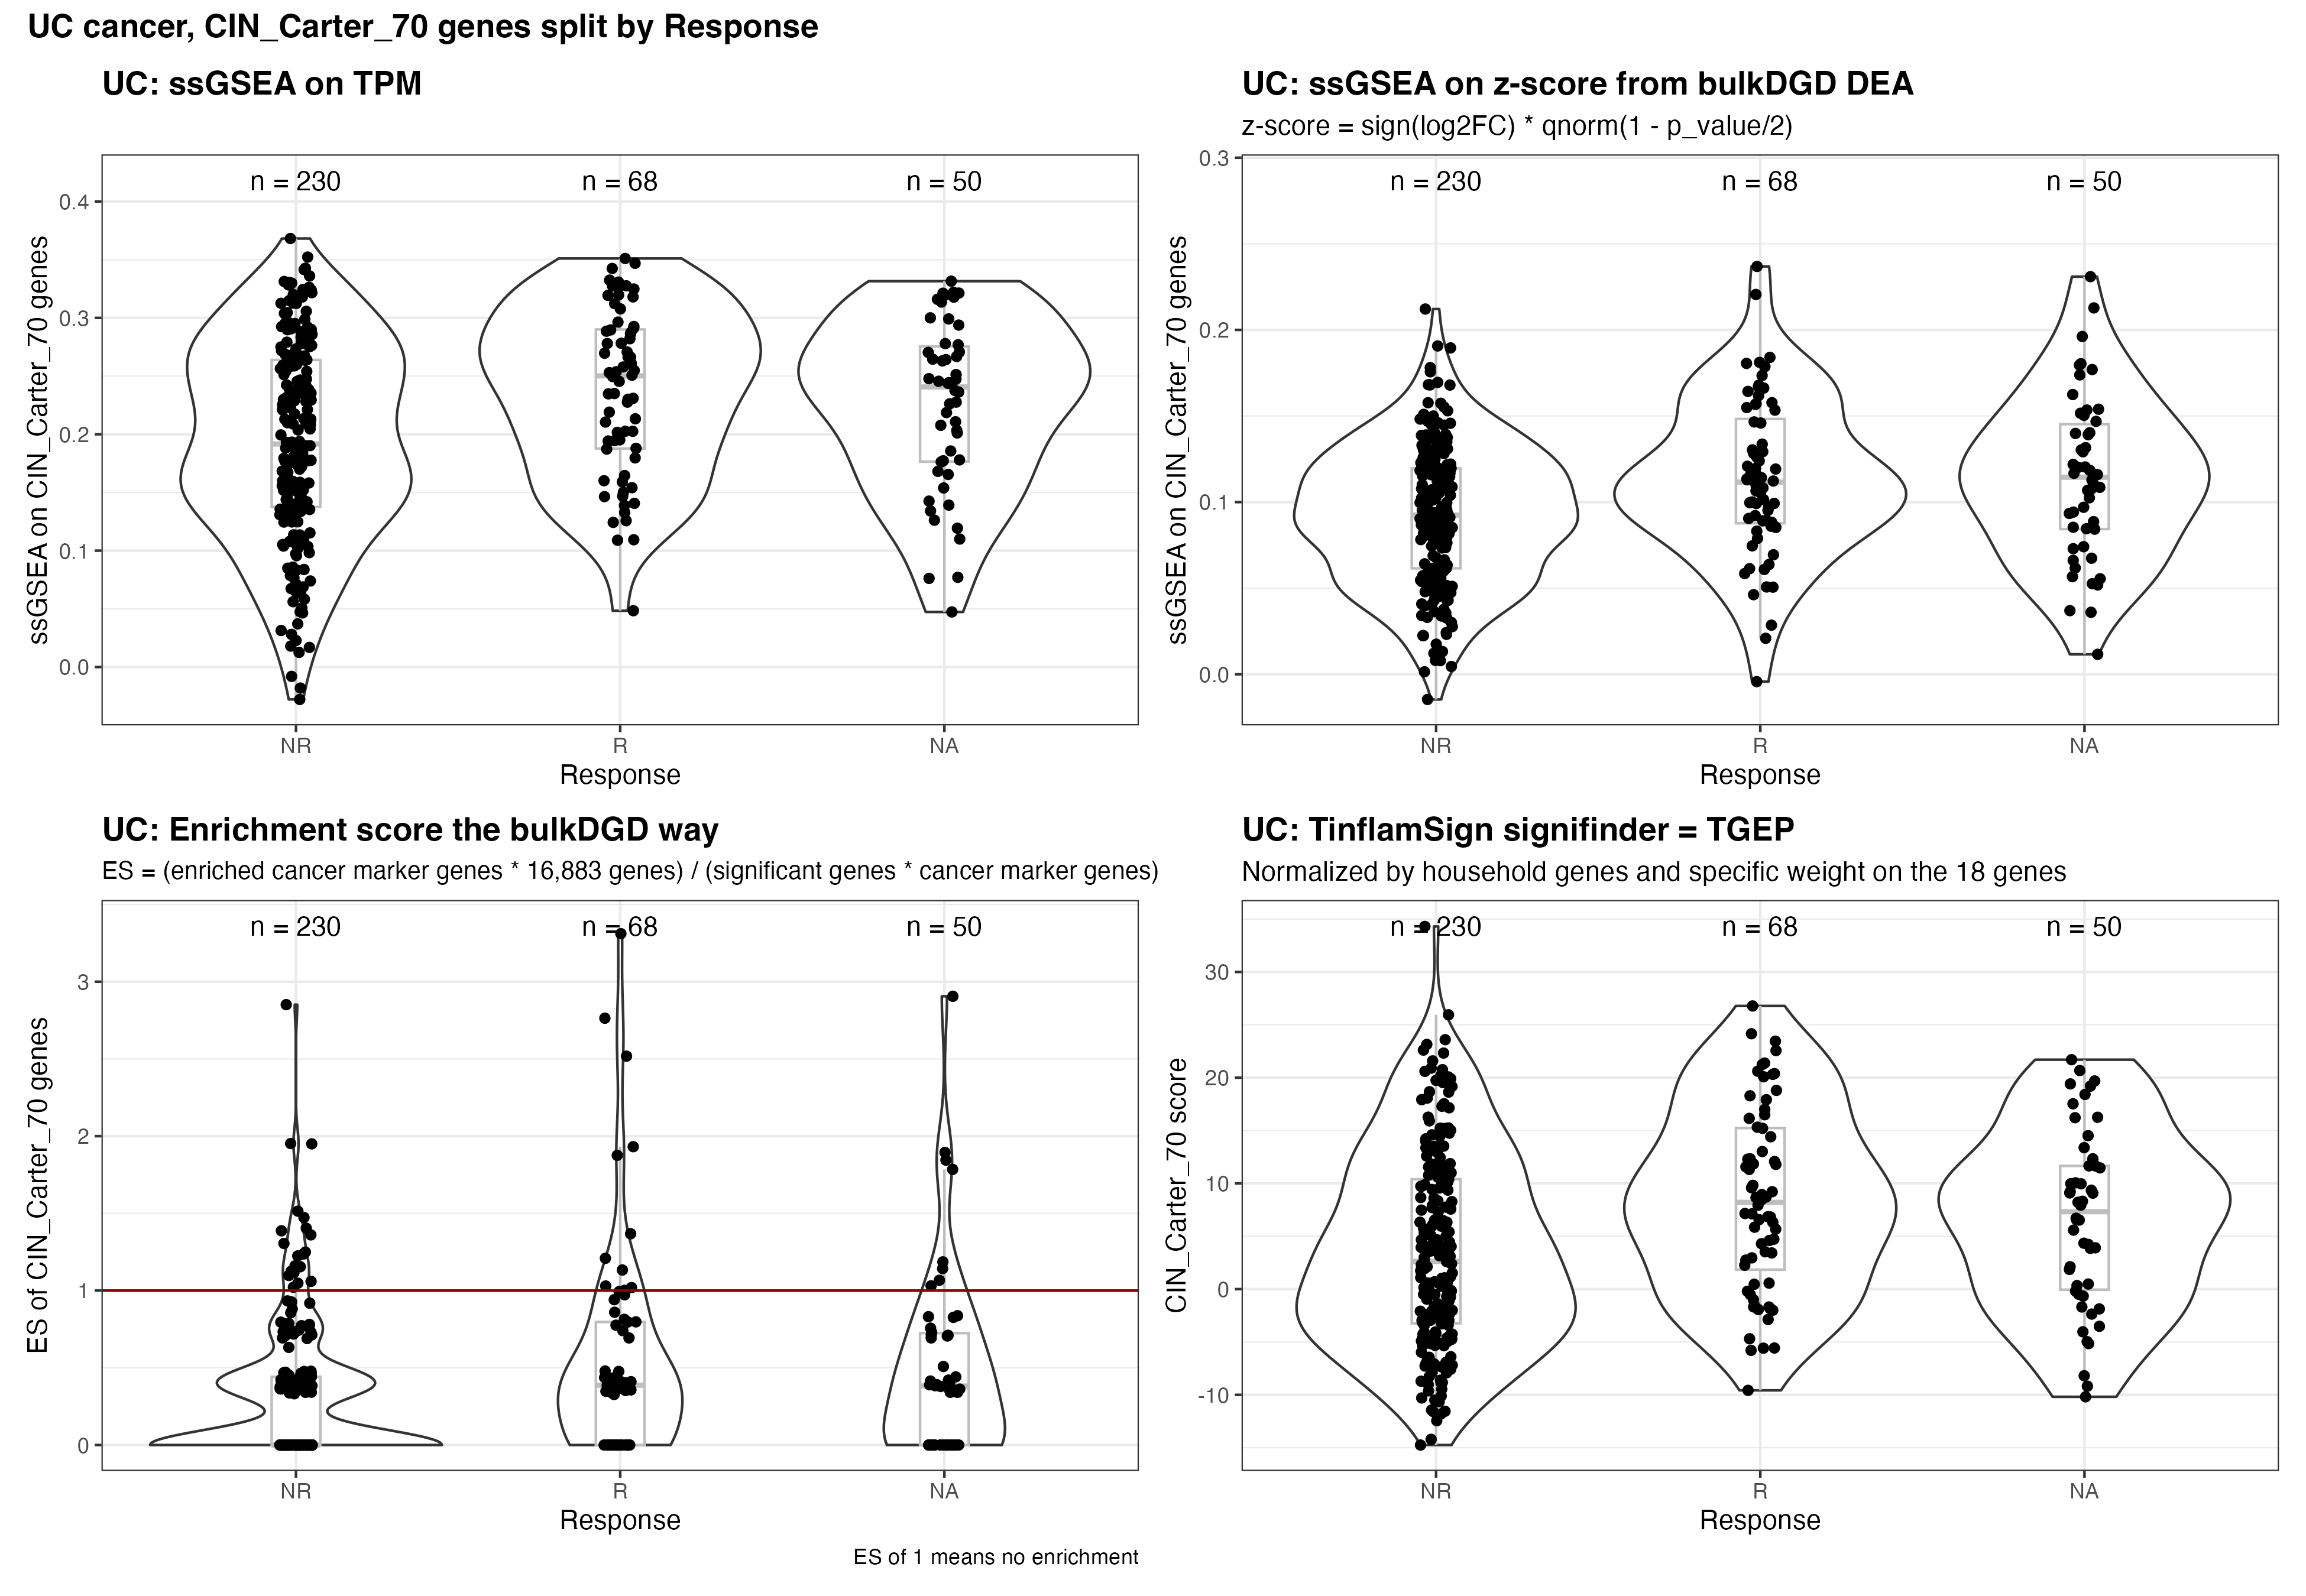 UC cancer, CIN_Carter_70 genes split by Response
UC: ssGSEA on TPM
n = 230
n = 68
n = 50
0.4
0.3
0.2
0.1
0.0
ssGSEA on CIN_Carter_70 genes
NR
R
NA
Response
UC: ssGSEA on z-score from bulkDGD DEA
z-score = sign(log2FC) * qnorm(1 - p_value/2)
n = 230
n = 68
n = 50
0.3
0.2
0.1
0.0
ssGSEA on CIN_Carter_70 genes
NR
R
NA
Response
UC: Enrichment score the bulkDGD way
ES = (enriched cancer marker genes * 16,883 genes) / (significant genes * cancer marker genes)
n = 230
n = 68
n = 50
3
2
1
0
ES of CIN_Carter_70 genes
NR
R
NA
Response
ES of 1 means no enrichment
UC: TinflamSign signifinder = TGEP
Normalized by household genes and specific weight on the 18 genes
n = 230
n = 68
n = 50
30
20
10
0
-10
CIN_Carter_70 score
NR
R
NA
Response